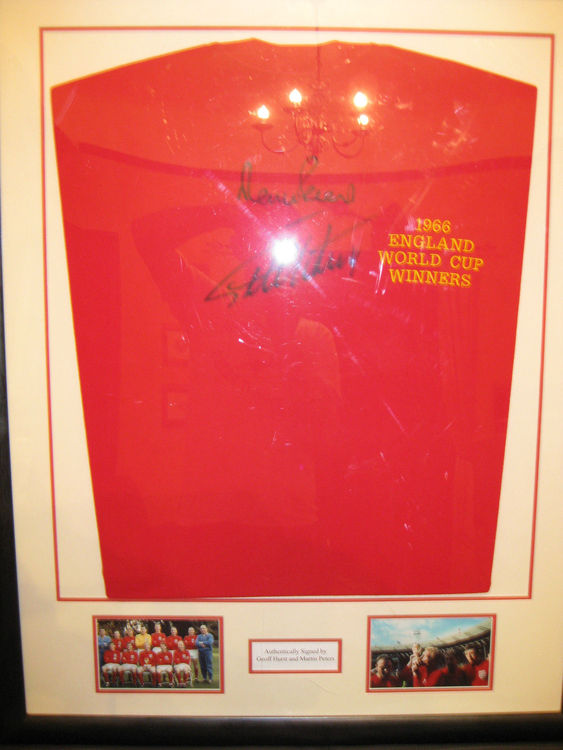 1966
ENGLAND
WORLD CUP
WINNERS
Authentically Signed by
Geoff Hurst and Martin Peters